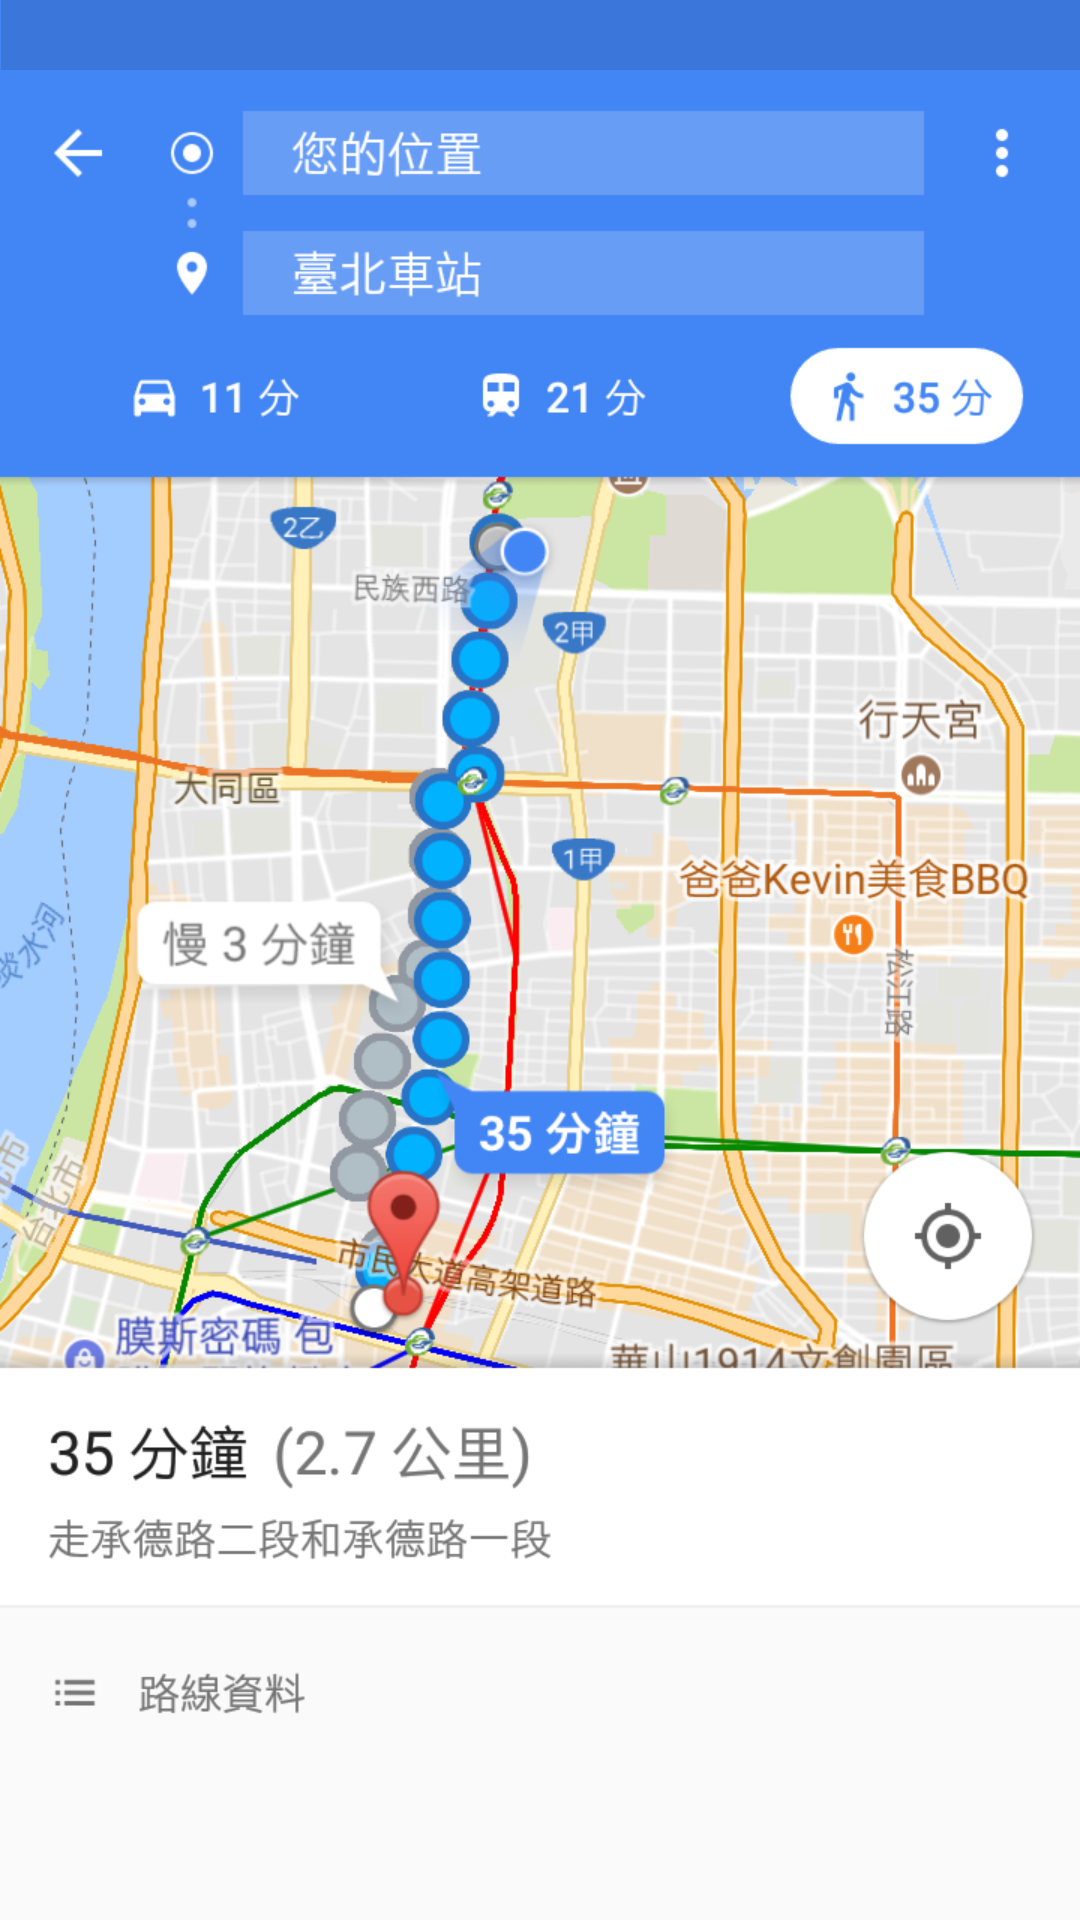 您的位置
臺北車站
11 分
21 分
35 分
2乙
民族西路
2甲
行天宮
大同區
1甲
爸爸Kevin美食BBQ
慢 3 分鐘
松江路
35 分鐘
台北市
市民大道高架道路
膜斯密碼 包
華山1914文創園區
35 分鐘 (2.7 公里)
走承德路二段和承德路一段
路線資料